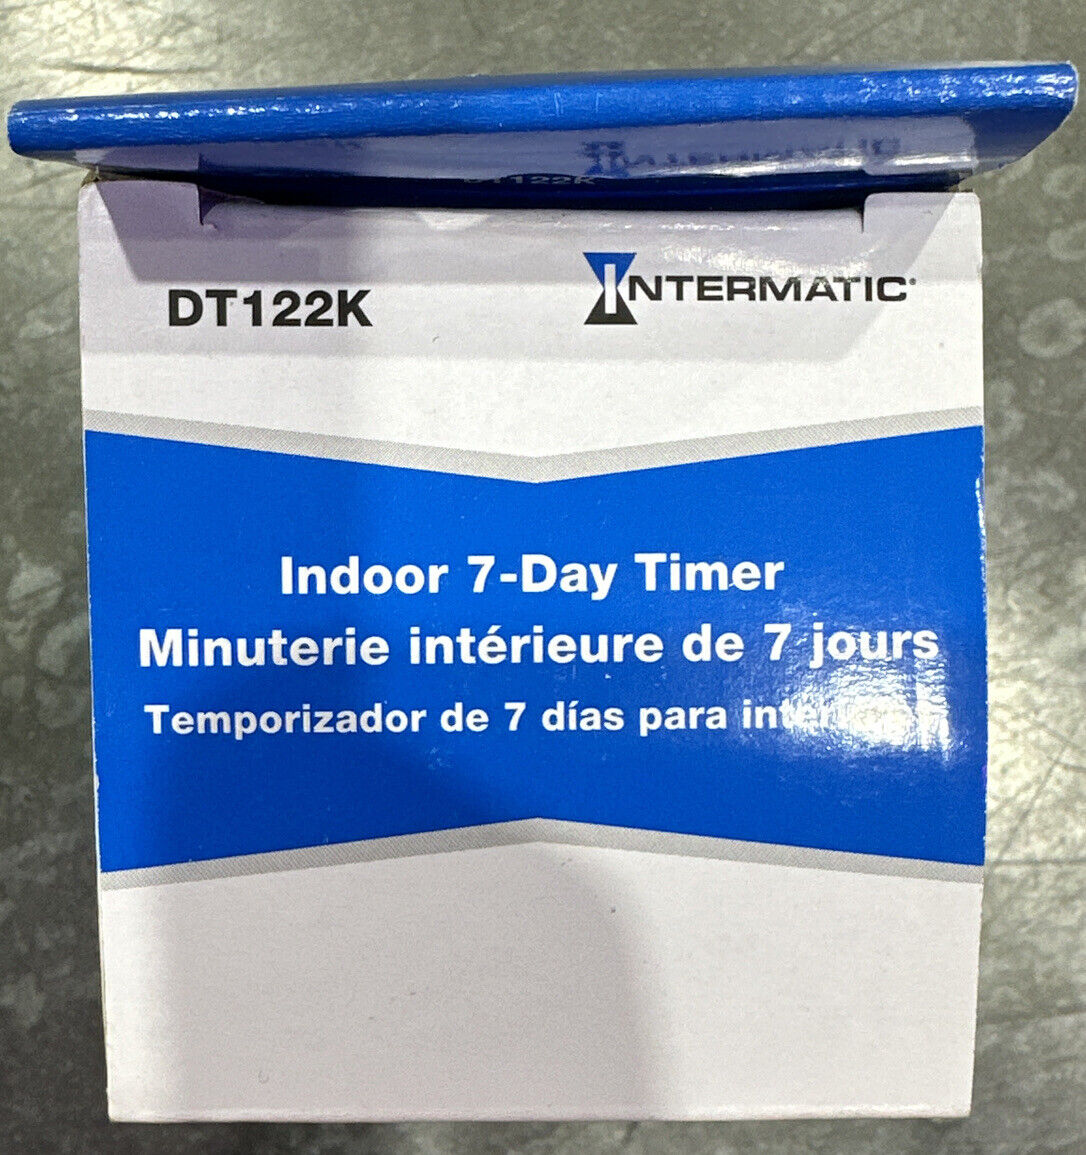 DT122K
INTERMATIC®
Indoor 7-Day Timer
Minuterie intérieure de 7 jours
Temporizador de 7 días para